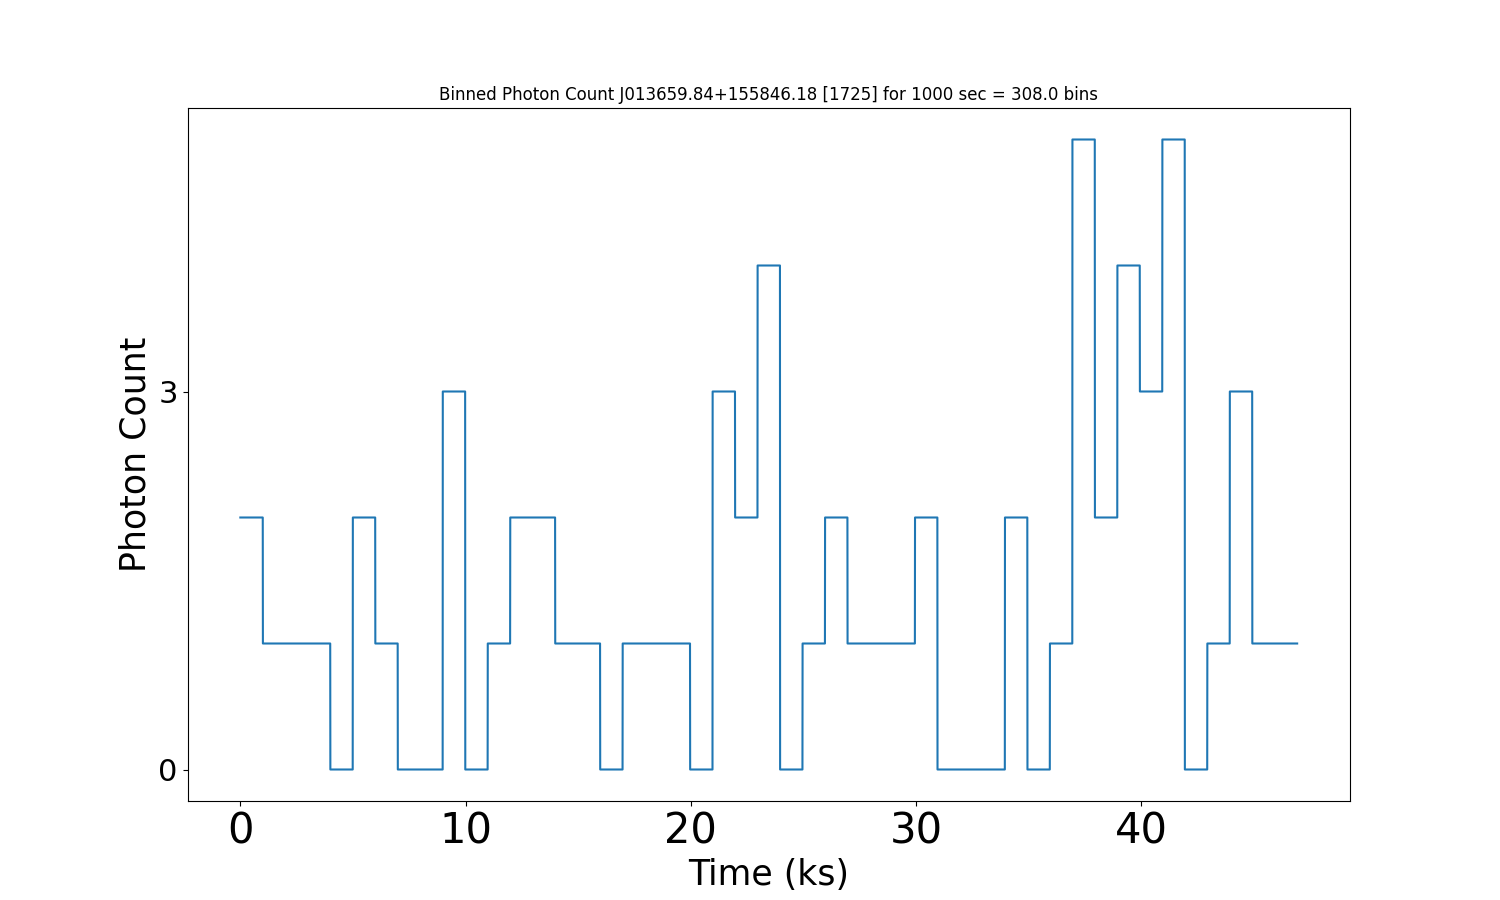 Binned Photon Count J013659.84+155846.18 [1725] for 1000 sec = 308.0 bins
Photon Count
3
0
0 10 20 30 40
Time (ks)